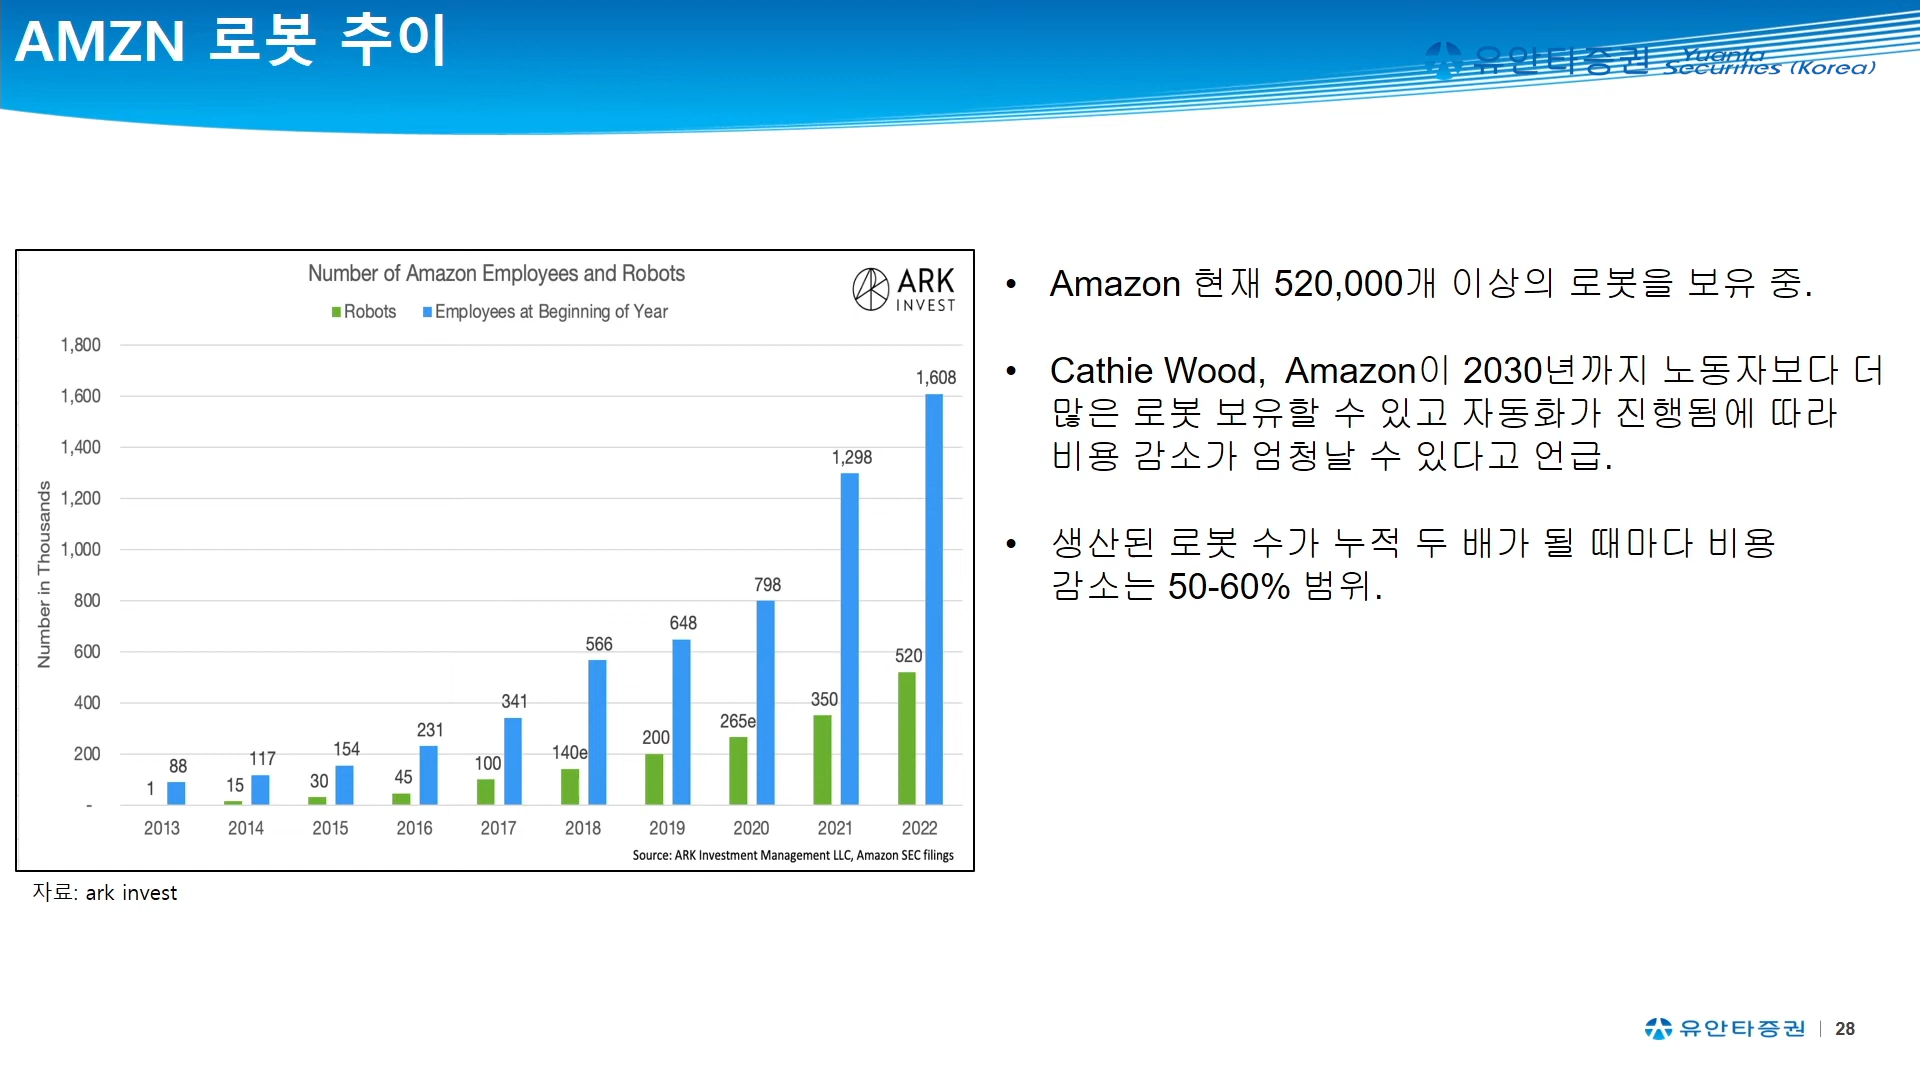 AMZN 로봇 추이
유안타증권 Yuanta Securities (Korea)
Number of Amazon Employees and Robots
ARK INVEST
Robots Employees at Beginning of Year
Number in Thousands
1,800
1,600
1,400
1,200
1,000
800
600
400
200
-
1 88
15 117
30 154
45 231
100 341
140e 566
200 648
265e 798
350 1,298
520 1,608
2013 2014 2015 2016 2017 2018 2019 2020 2021 2022
Source: ARK Investment Management LLC, Amazon SEC filings
자료: ark invest
• Amazon 현재 520,000개 이상의 로봇을 보유 중.
• Cathie Wood, Amazon이 2030년까지 노동자보다 더
많은 로봇 보유할 수 있고 자동화가 진행됨에 따라
비용 감소가 엄청날 수 있다고 언급.
• 생산된 로봇 수가 누적 두 배가 될 때마다 비용
감소는 50-60% 범위.
유안타증권 | 28